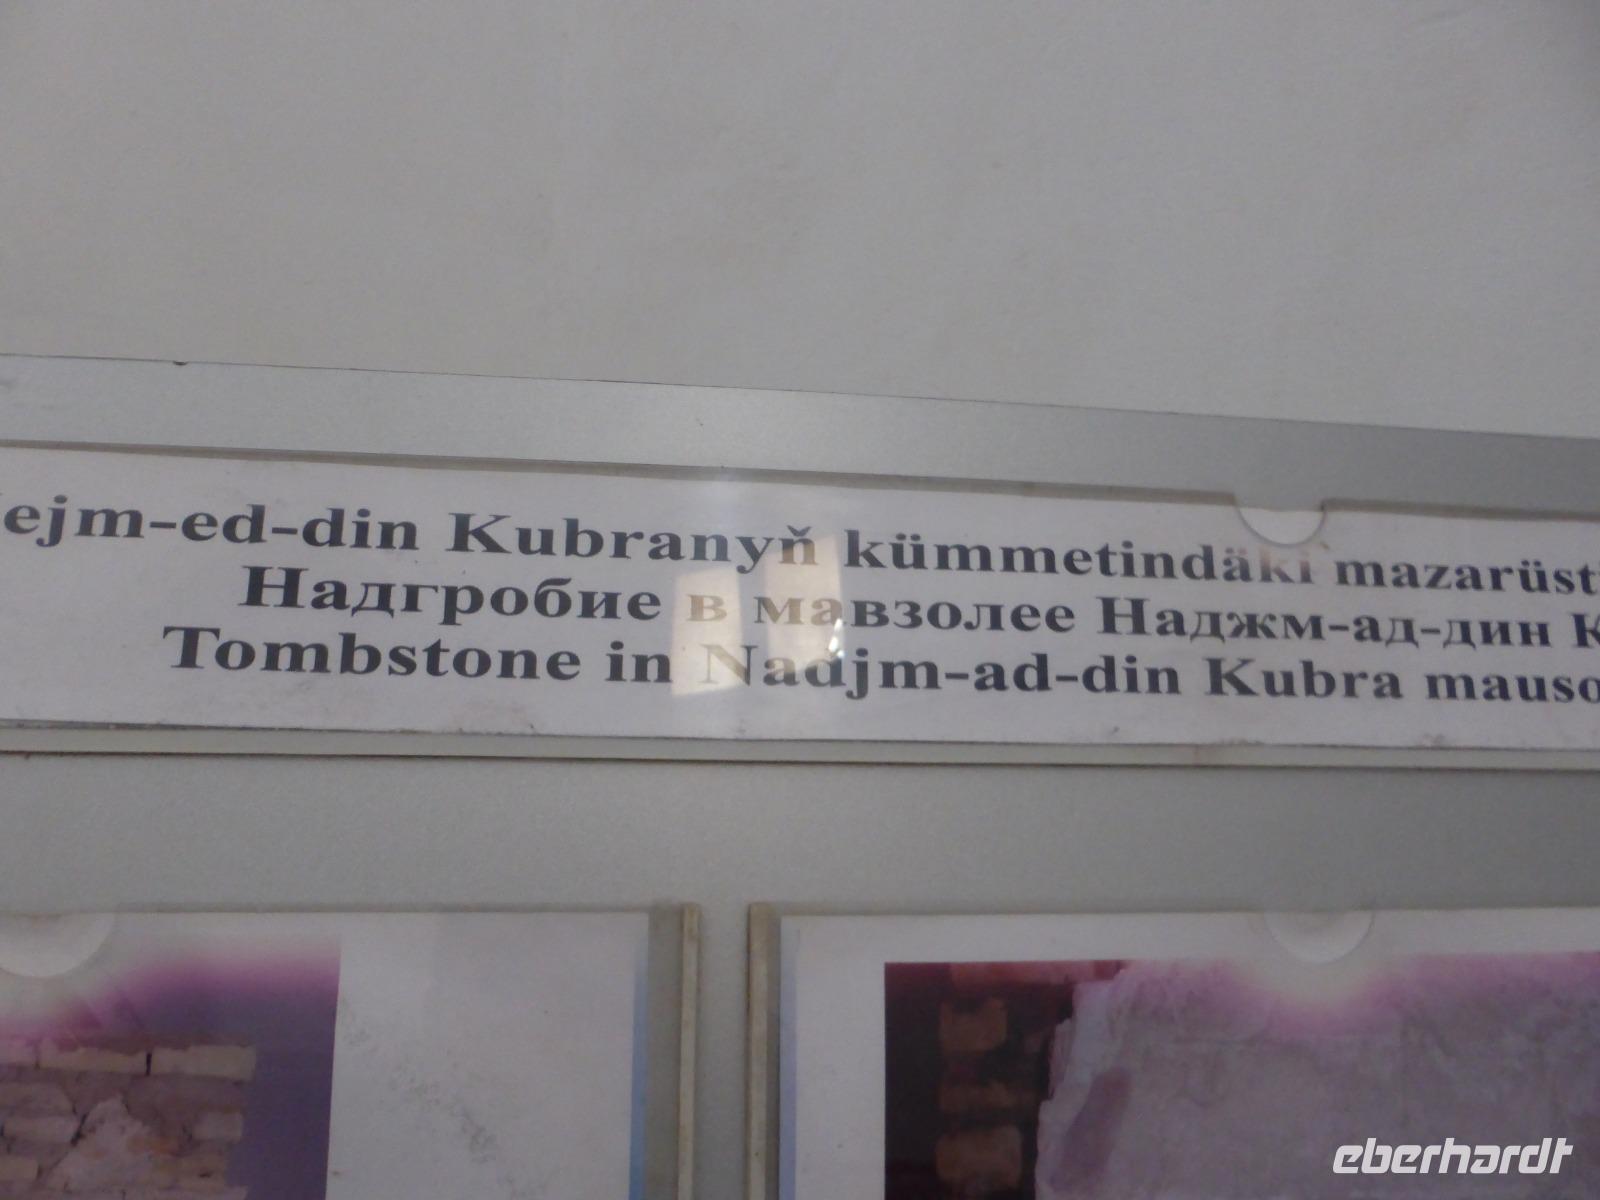 ejm-ed-din Kubranyň kümmetindäki mazarüst
Надгробие в мавзолее Наджм-ад-дин К
Tombstone in Nadjm-ad-din Kubra mauso
eberhardt